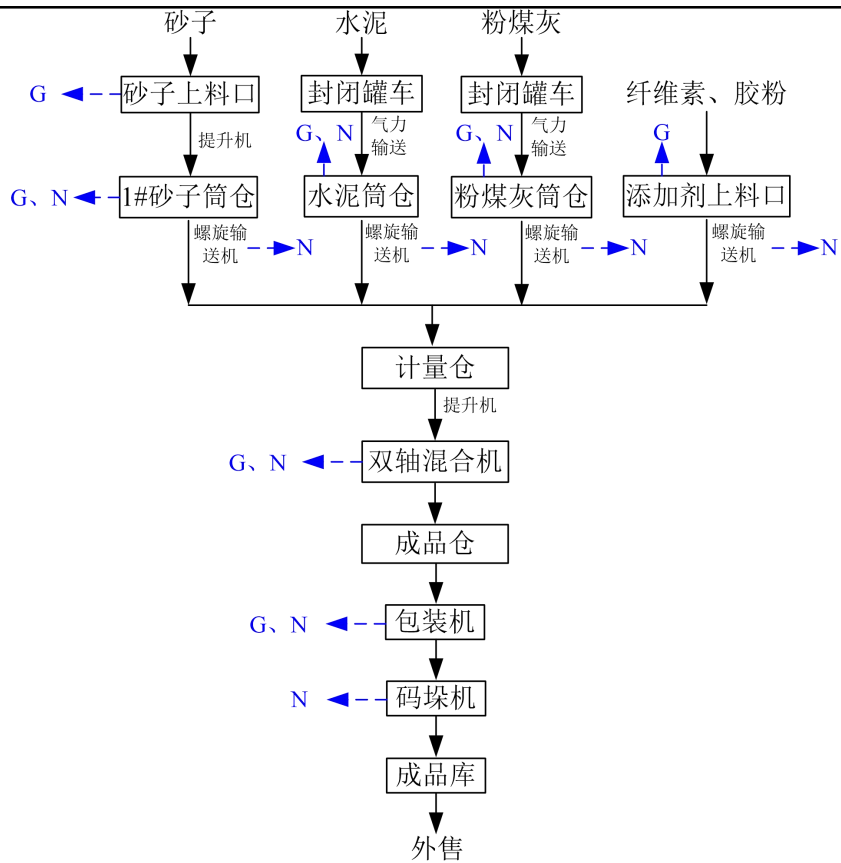 砂子 水泥 粉煤灰
G 砂子上料口 封闭罐车 封闭罐车 纤维素、胶粉
提升机 G、N 气力输送 G、N 气力输送 G
G、N 1#砂子筒仓 水泥筒仓 粉煤灰筒仓 添加剂上料口
螺旋输送机 N 螺旋输送机 N 螺旋输送机 N 螺旋输送机 N
计量仓
提升机
G、N 双轴混合机
成品仓
G、N 包装机
N 码垛机
成品库
外售